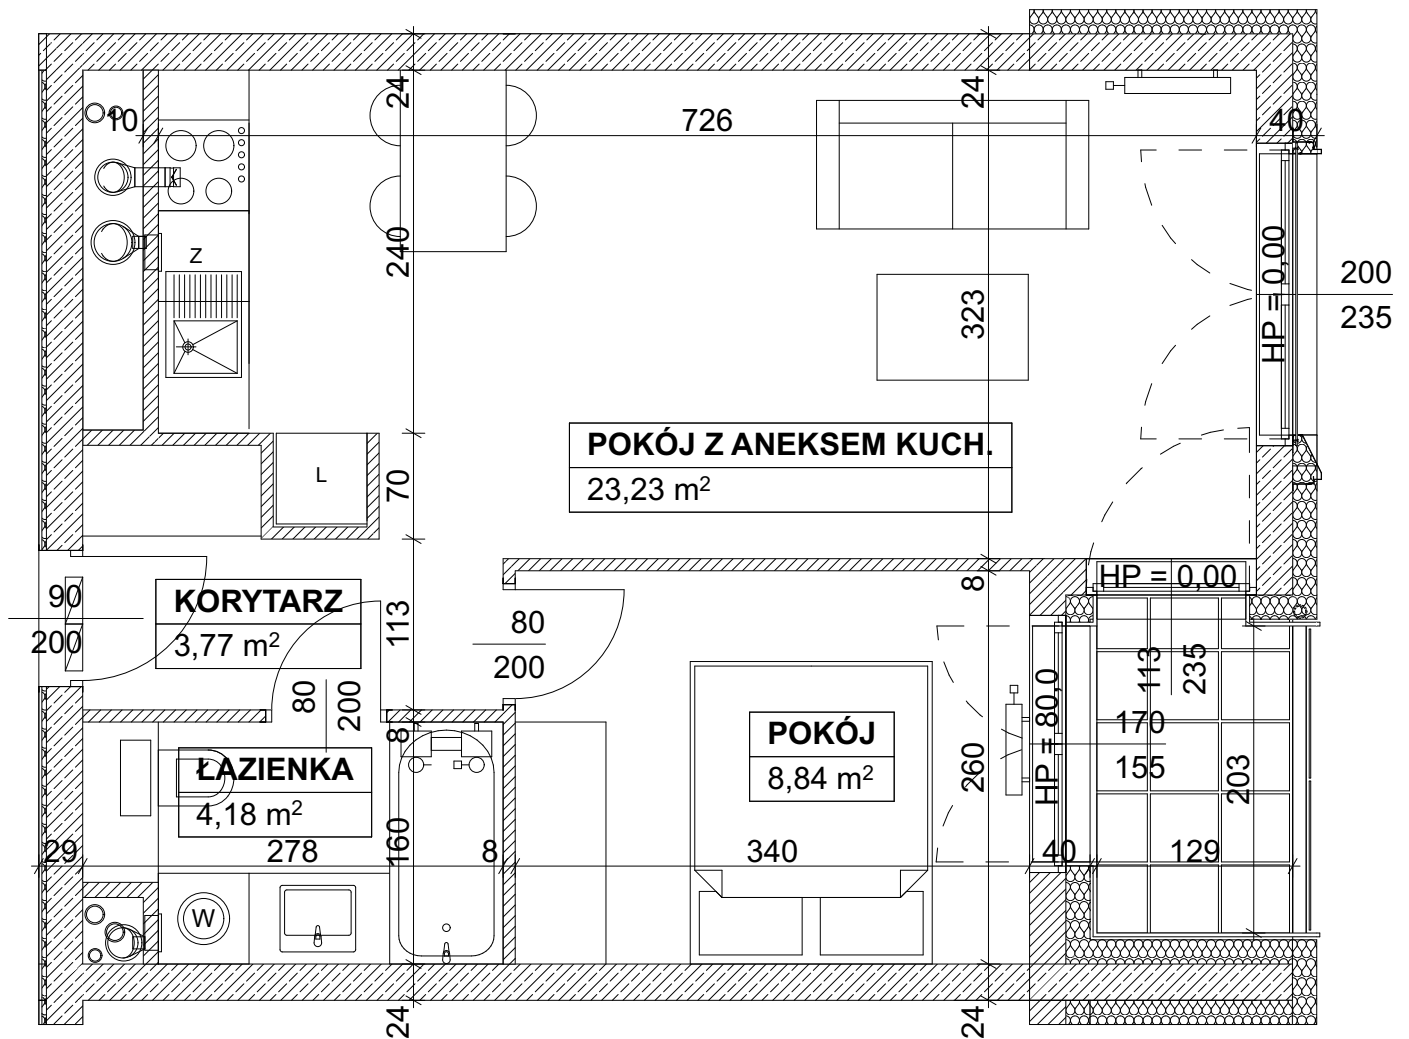 24
24
10
726
40
Z
240
HP = 0,00
200
235
323
POKÓJ Z ANEKSEM KUCH.
23,23 m²
L
70
8
HP = 0,00
90
200
KORYTARZ
3,77 m²
113
80
200
80
200
113
235
8
POKÓJ
8,84 m²
HP = 80,0
170
155
ŁAZIENKA
4,18 m²
260
203
29
278
160
8
340
40
129
W
24
24